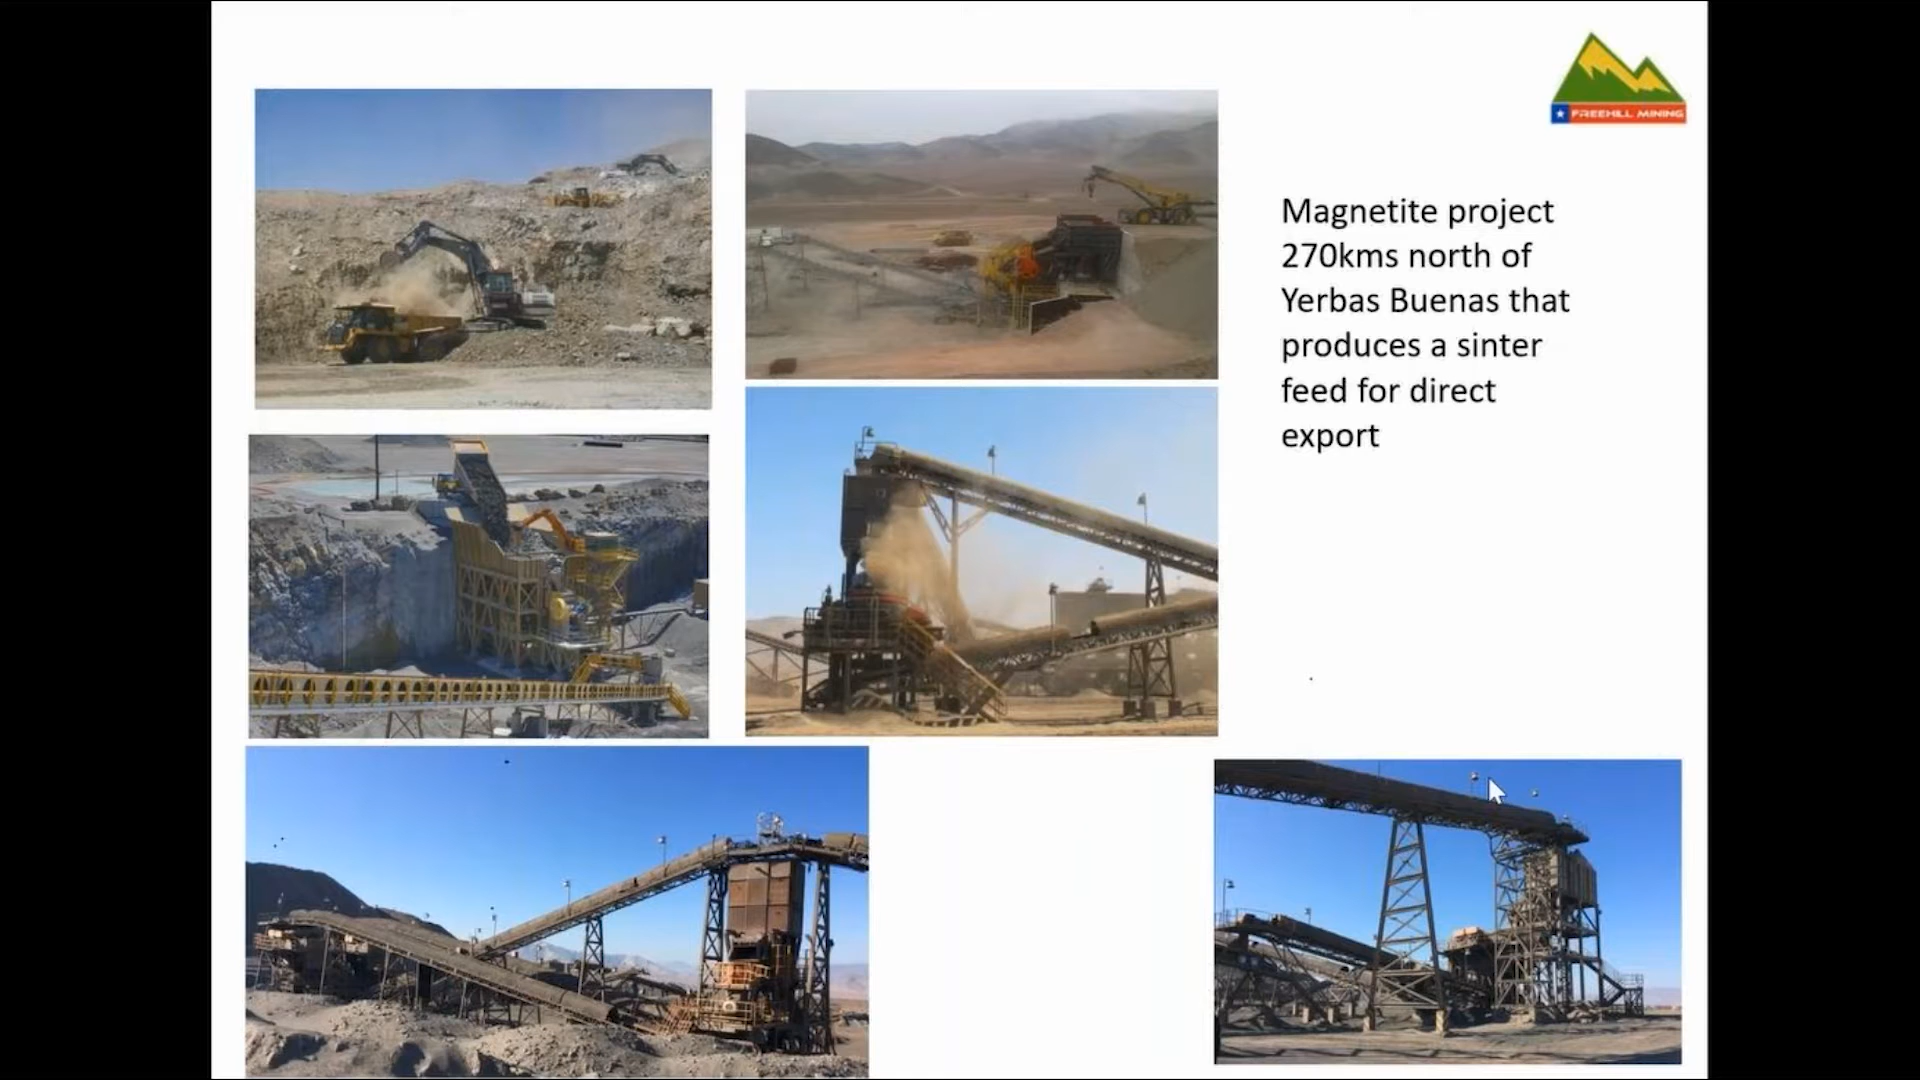 FREEHILL MINING
Magnetite project
270kms north of
Yerbas Buenas that
produces a sinter
feed for direct
export